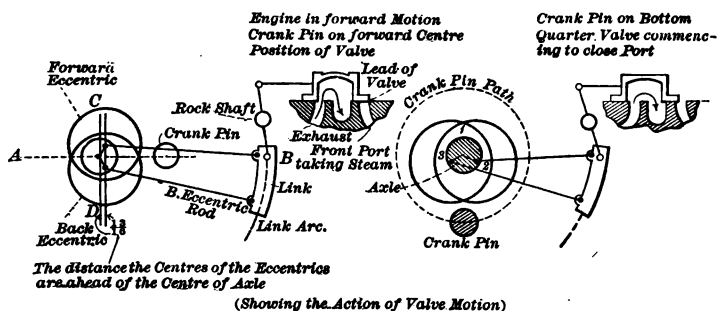 Engine in forward Motion
Crank Pin on forward Centre
Position of Valve
Crank Pin on Bottom
Quarter. Valve commenc-
ing to close Port
Forward
Eccentric
C
Lead of
Valve
Rock Shaft
Crank Pin
Exhaust
Front Port
taking Steam
Crank Pin Path
A
B
Link
B. Eccentric
Rod
D
Back
Eccentric
Link Arc.
1
3
2
Axle
Crank Pin
The distance the Centres of the Eccentrics
are ahead of the Centre of Axle
(Showing the Action of Valve Motion)